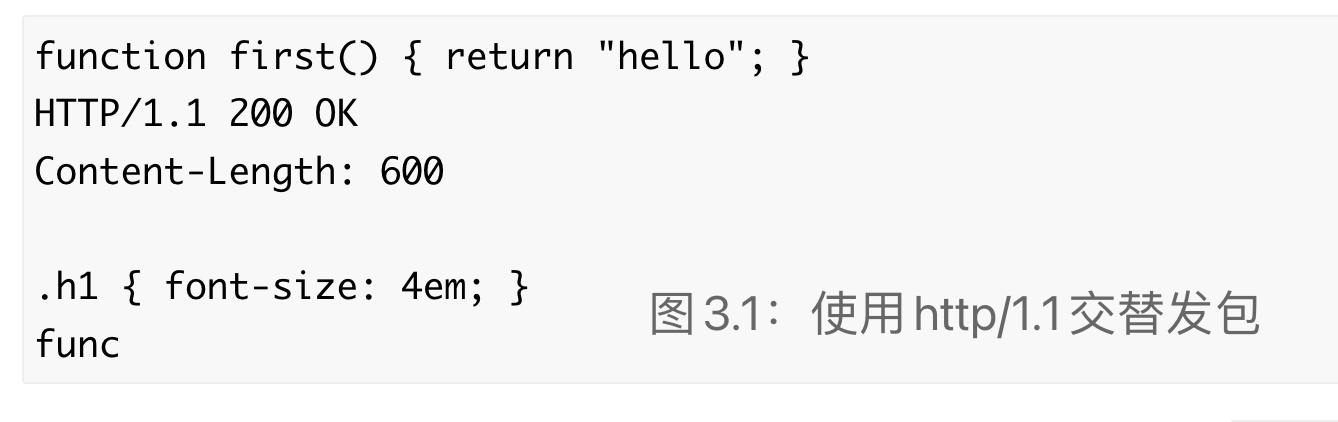 function first() { return "hello"; }
HTTP/1.1 200 OK
Content-Length: 600
.h1 { font-size: 4em; }
func
图3.1：使用http/1.1交替发包